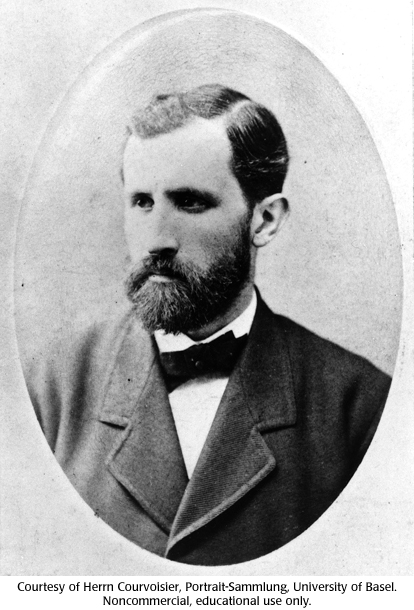 Courtesy of Herrn Courvoisier, Portrait-Sammlung, University of Basel.
Noncommercial, educational use only.